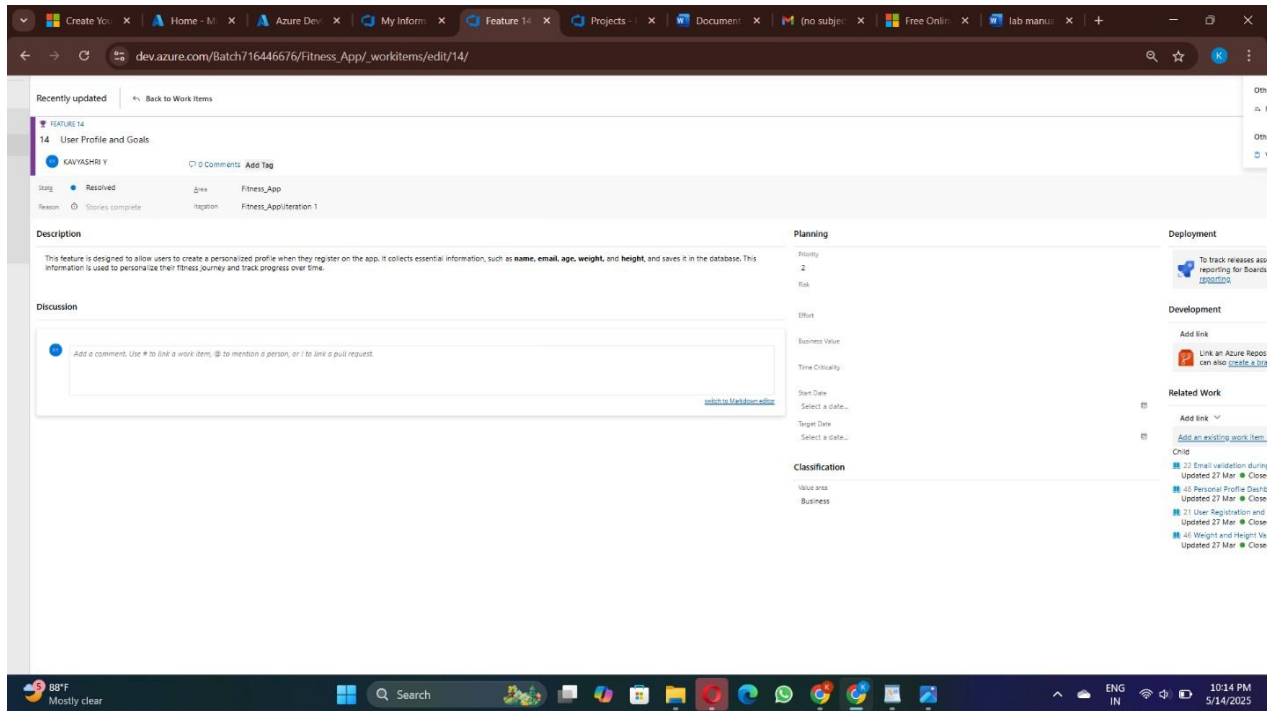 Create You
Home - Mi
Azure Dev
My Inform
Feature 14
Projects -
Document
(no subjec
Free Onlin
lab manua
dev.azure.com/Batch716446676/Fitness_App/_workitems/edit/14/
K
Recently updated
Back to Work Items
Oth
Oth
FEATURE 14
14 User Profile and Goals
KAVYASHRI Y
0 Comments Add Tag
State Resolved
Area Fitness_App
Reason Stories complete
Iteration Fitness_App\Iteration 1
Description
This feature is designed to allow users to create a personalized profile when they register on the app. It collects essential information, such as name, email, age, weight, and height, and saves it in the database. This
information is used to personalize their fitness journey and track progress over time.
Discussion
Add a comment. Use # to link a work item, @ to mention a person, or ! to link a pull request.
switch to Markdown editor
Planning
Priority
2
Risk
Effort
Business Value
Time Criticality
Start Date
Select a date...
Target Date
Select a date...
Classification
Value area
Business
Deployment
To track releases ass
reporting for Boards
reporting
Development
Add link
Link an Azure Repos
can also create a bra
Related Work
Add link
Add an existing work item
Child
22 Email validation during
Updated 27 Mar Close
Personal Profile Dashb
Updated 27 Mar Close
21 User Registration and
Updated 27 Mar Close
46 Weight and Height Va
Updated 27 Mar Close
5
88°F
Mostly clear
Search
ENG
IN
10:14 PM
5/14/2025